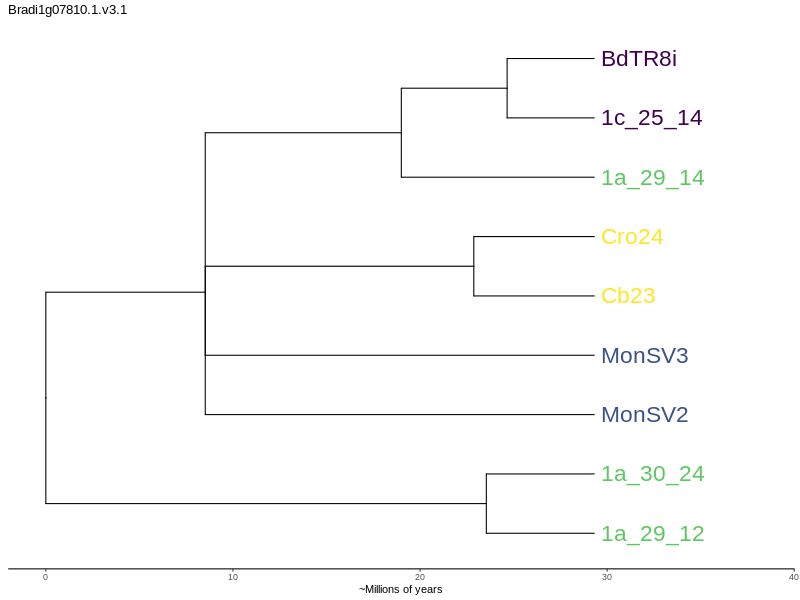 Bradi1g07810.1.v3.1
BdTR8i
1c_25_14
1a_29_14
Cro24
Cb23
MonSV3
MonSV2
1a_30_24
1a_29_12
0 10 20 30 40
~Millions of years